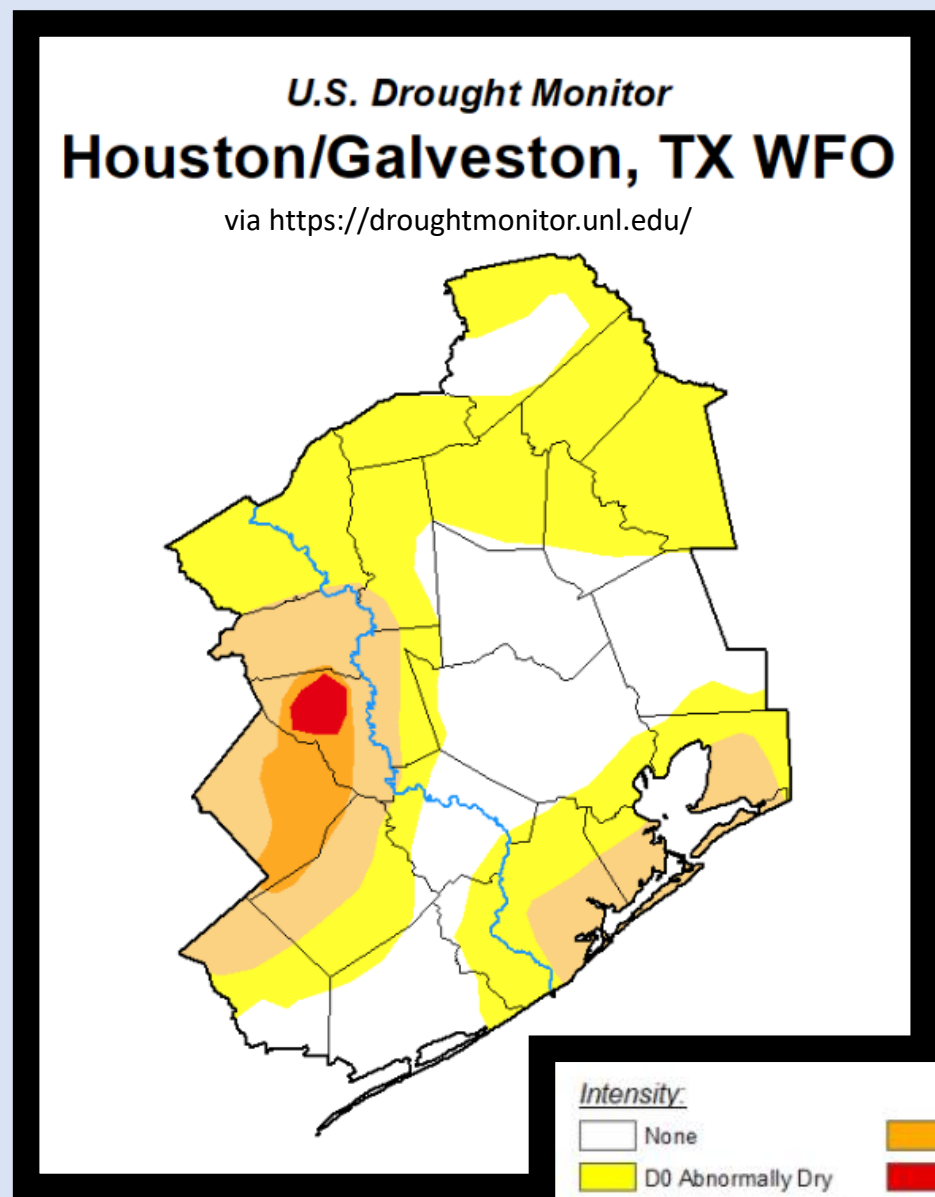 U.S. Drought Monitor
Houston/Galveston, TX WFO
via https://droughtmonitor.unl.edu/
Intensity:
None
D0 Abnormally Dry